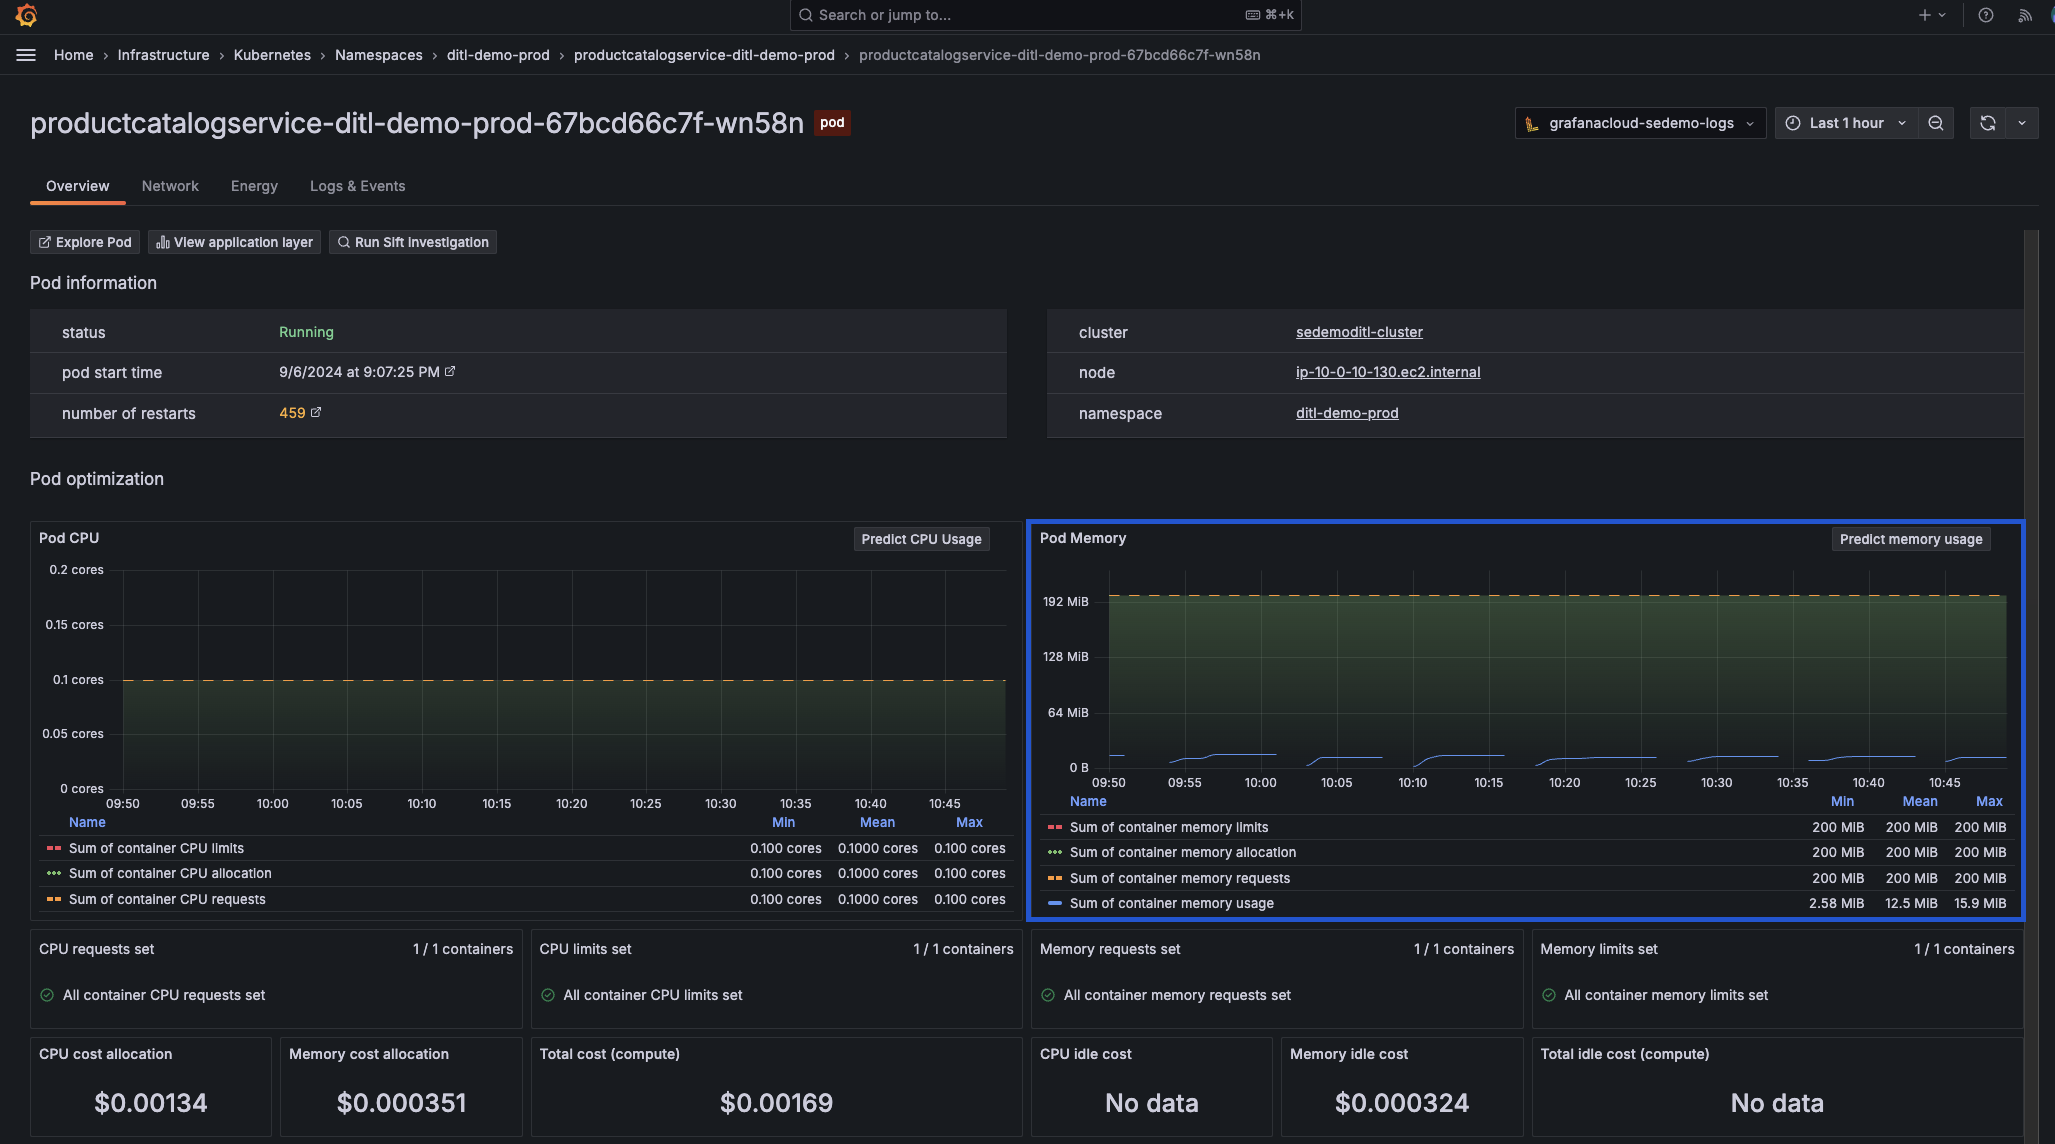 Search or jump to...
⌘+k
Home › Infrastructure › Kubernetes › Namespaces › ditl-demo-prod › productcatalogservice-ditl-demo-prod › productcatalogservice-ditl-demo-prod-67bcd66c7f-wn58n
productcatalogservice-ditl-demo-prod-67bcd66c7f-wn58n pod
grafanacloud-sedemo-logs
Last 1 hour
Overview Network Energy Logs & Events
Explore Pod View application layer Run Sift investigation
Pod information
status Running
pod start time 9/6/2024 at 9:07:25 PM
number of restarts 459
cluster sedemoditl-cluster
node ip-10-0-10-130.ec2.internal
namespace ditl-demo-prod
Pod optimization
Pod CPU
Predict CPU Usage
0.2 cores
0.15 cores
0.1 cores
0.05 cores
0 cores
09:50 09:55 10:00 10:05 10:10 10:15 10:20 10:25 10:30 10:35 10:40 10:45
Name Min Mean Max
Sum of container CPU limits 0.100 cores 0.1000 cores 0.100 cores
Sum of container CPU allocation 0.100 cores 0.1000 cores 0.100 cores
Sum of container CPU requests 0.100 cores 0.1000 cores 0.100 cores
Pod Memory
Predict memory usage
192 MiB
128 MiB
64 MiB
0 B
09:50 09:55 10:00 10:05 10:10 10:15 10:20 10:25 10:30 10:35 10:40 10:45
Name Min Mean Max
Sum of container memory limits 200 MiB 200 MiB 200 MiB
Sum of container memory allocation 200 MiB 200 MiB 200 MiB
Sum of container memory requests 200 MiB 200 MiB 200 MiB
Sum of container memory usage 2.58 MiB 12.5 MiB 15.9 MiB
CPU requests set 1 / 1 containers
All container CPU requests set
CPU limits set 1 / 1 containers
All container CPU limits set
Memory requests set 1 / 1 containers
All container memory requests set
Memory limits set 1 / 1 containers
All container memory limits set
CPU cost allocation
$0.00134
Memory cost allocation
$0.000351
Total cost (compute)
$0.00169
CPU idle cost
No data
Memory idle cost
$0.000324
Total idle cost (compute)
No data